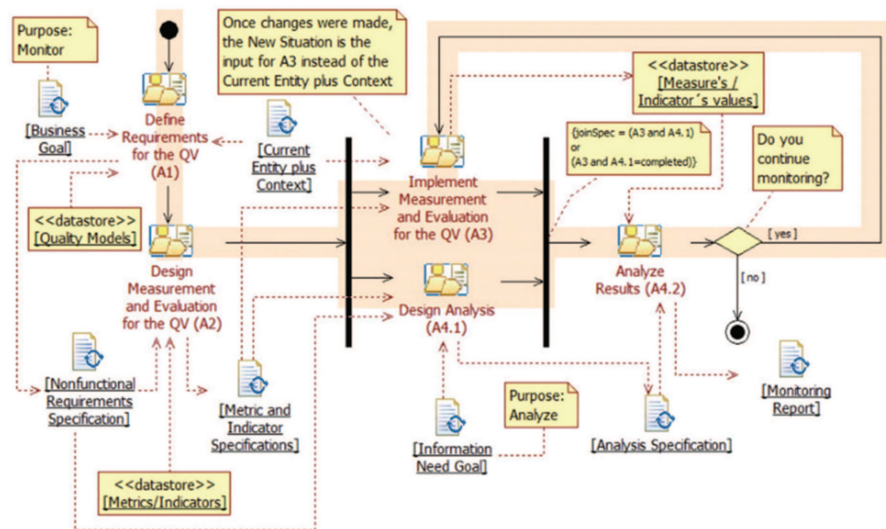 Purpose:
Monitor
[Business
Goal]
Define
Requirements
for the QV
(A1)
<<datastore>>
[Quality Models]
Once changes were made,
the New Situation is the
input for A3 instead of the
Current Entity plus Context
[Current
Entity plus
Context]
Design
Measurement
and Evaluation
for the QV (A2)
[Nonfunctional
Requirements
Specification]
[Metric and
Indicator
Specifications]
<<datastore>>
[Metrics/Indicators]
Implement
Measurement
and Evaluation
for the QV (A3)
Design Analysis
(A4.1)
[Information
Need Goal]
Purpose:
Analyze
<<datastore>>
[Measure's /
Indicator´s values]
{joinSpec = (A3 and A4.1)
or
(A3 and A4.1=completed)}
Do you
continue
monitoring?
[ yes ]
[ no ]
Analyze
Results (A4.2)
[Analysis Specification]
[Monitoring
Report]